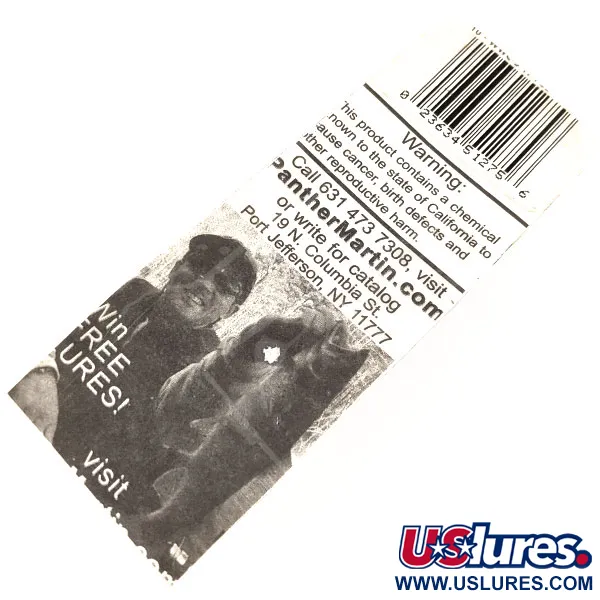 0 23634 51275 6
Warning:
This product contains a chemical
known to the state of California to
cause cancer, birth defects and
other reproductive harm.
Call 631 473 7308, visit
PantherMartin.com
or write for catalog
19 N. Columbia St.
Port Jefferson, NY 11777
Win
FREE
LURES!
visit
USlures.
WWW.USLURES.COM